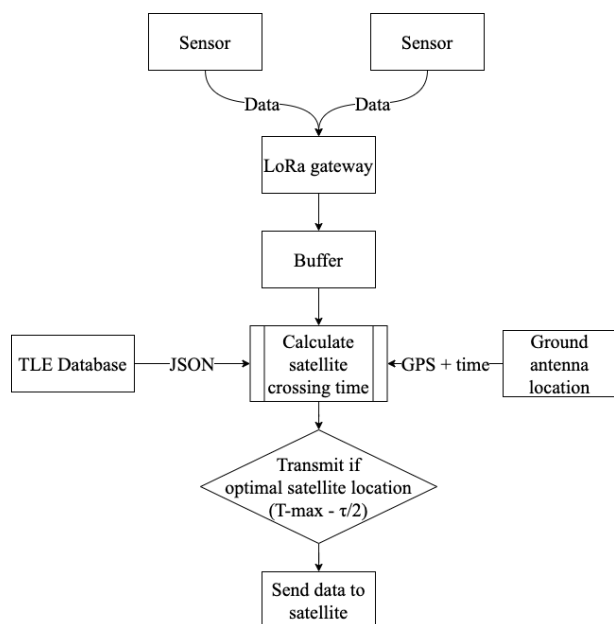 Sensor
Sensor
Data
Data
LoRa gateway
Buffer
TLE Database
JSON
Calculate
satellite
crossing time
GPS + time
Ground
antenna
location
Transmit if
optimal satellite location
(T-max - τ/2)
Send data to
satellite